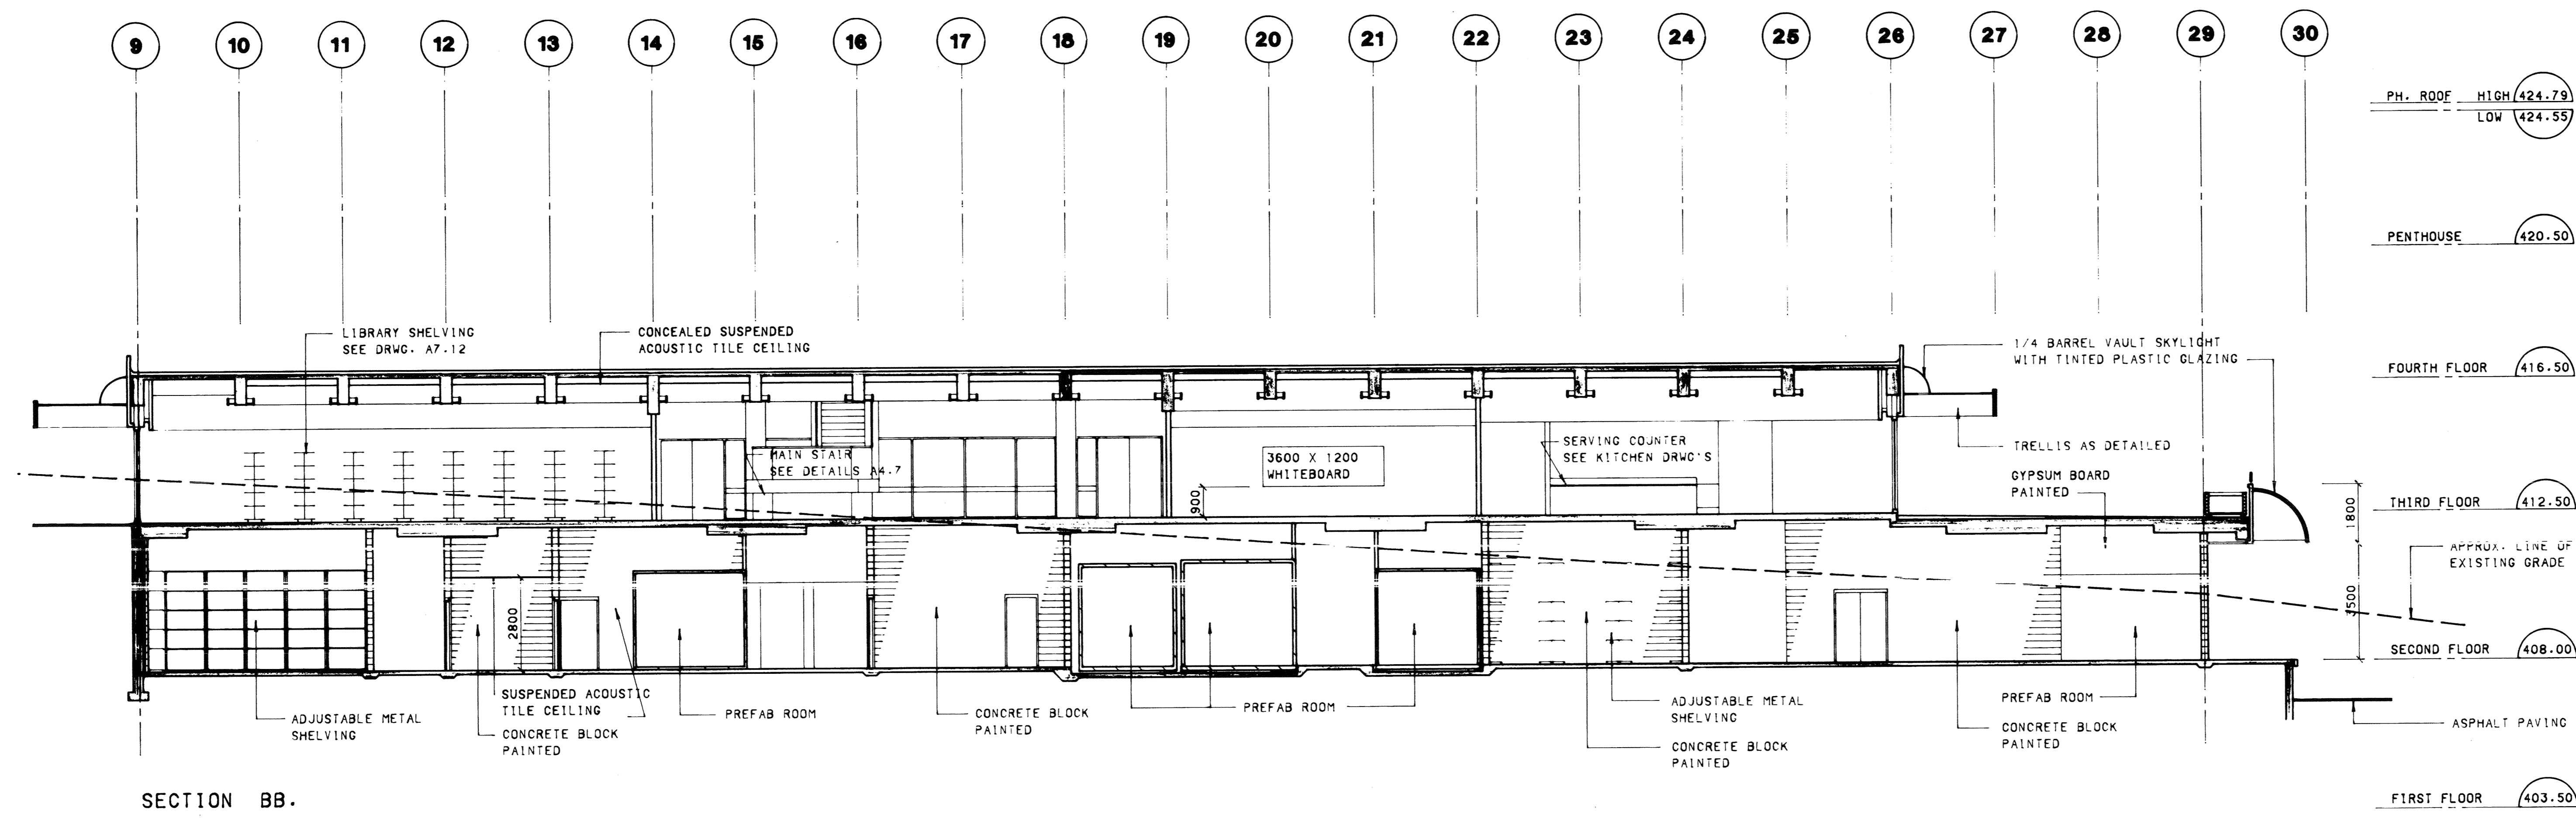 9 10 11 12 13 14 15 16 17 18 19 20 21 22 23 24 25 26 27 28 29 30
PH. ROOF HIGH 424.79
LOW 424.55
PENTHOUSE 420.50
FOURTH FLOOR 416.50
THIRD FLOOR 412.50
SECOND FLOOR 408.00
FIRST FLOOR 403.50
LIBRARY SHELVING
SEE DRWG. A7.12
CONCEALED SUSPENDED
ACOUSTIC TILE CEILING
1/4 BARREL VAULT SKYLIGHT
WITH TINTED PLASTIC GLAZING
MAIN STAIR
SEE DETAILS A4.7
3600 X 1200
WHITEBOARD
900
SERVING COUNTER
SEE KITCHEN DRWG'S
TRELLIS AS DETAILED
GYPSUM BOARD
PAINTED
1800
3500
APPROX. LINE OF
EXISTING GRADE
2800
ADJUSTABLE METAL
SHELVING
SUSPENDED ACOUSTIC
TILE CEILING
CONCRETE BLOCK
PAINTED
PREFAB ROOM
CONCRETE BLOCK
PAINTED
PREFAB ROOM
ADJUSTABLE METAL
SHELVING
CONCRETE BLOCK
PAINTED
PREFAB ROOM
CONCRETE BLOCK
PAINTED
ASPHALT PAVING
SECTION BB.